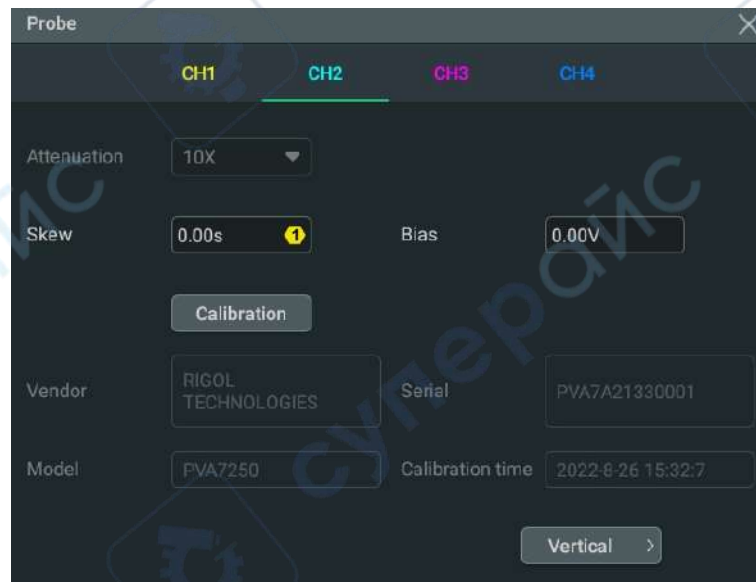 Probe
CH1 CH2 CH3 CH4
Attenuation 10X
Skew 0.00s 1 Bias 0.00V
Calibration
Vendor RIGOL TECHNOLOGIES Serial PVA7A21330001
Model PVA7250 Calibration time 2022-8-26 15:32:7
Vertical >
суперайс